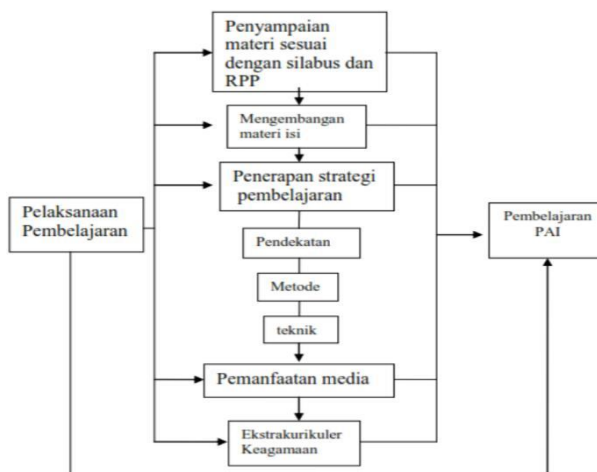 Penyampaian
materi sesuai
dengan silabus dan
RPP
Mengembangan
materi isi
Penerapan strategi
pembelajaran
Pelaksanaan
Pembelajaran
Pendekatan
Metode
teknik
Pemanfaatan media
Ekstrakurikuler
Keagamaan
Pembelajaran
PAI